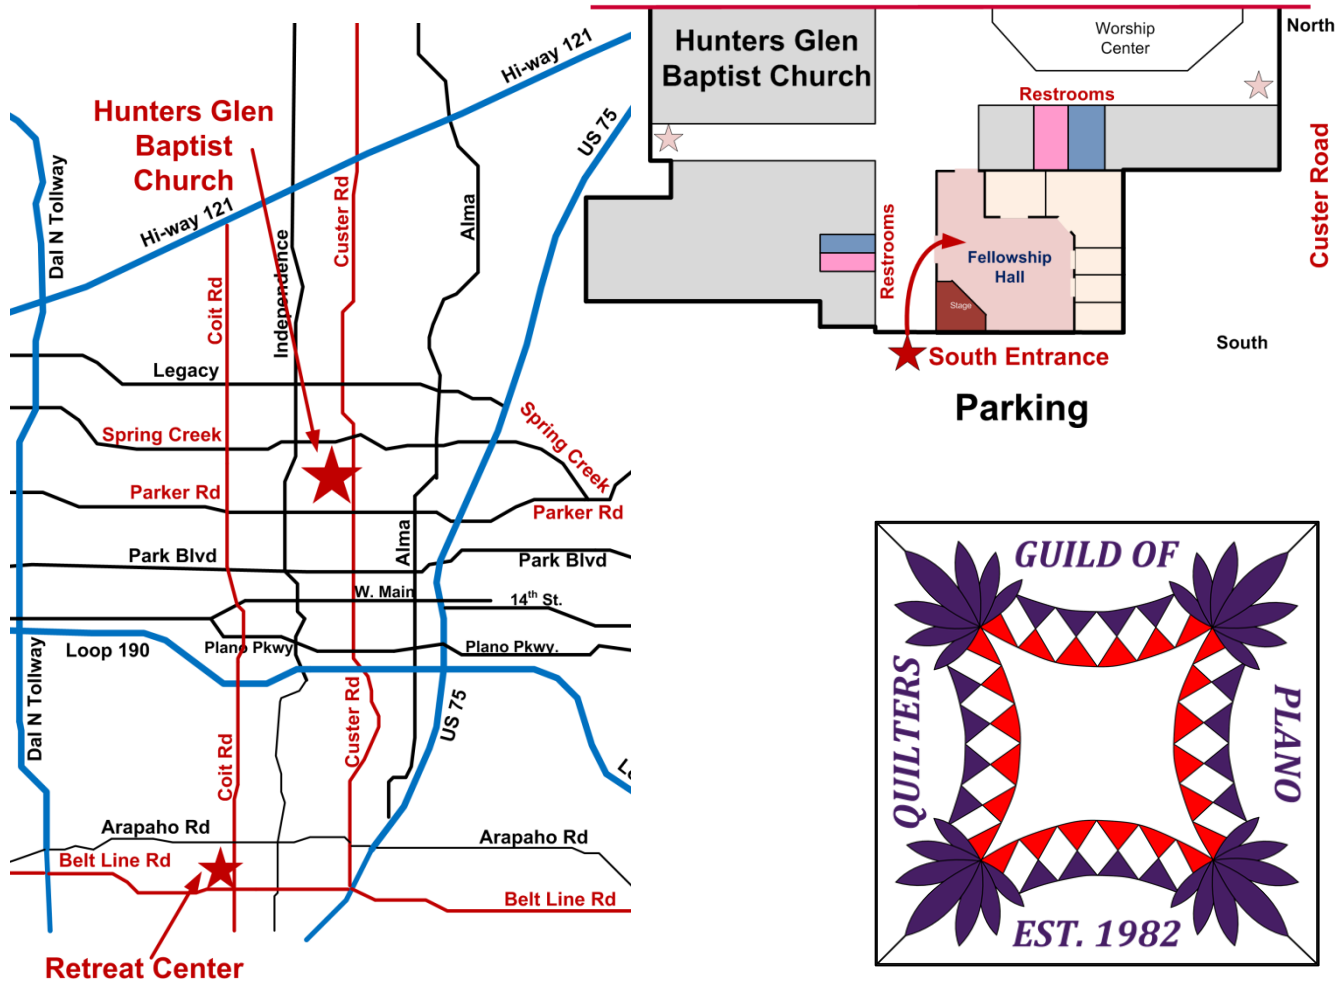 Hi-way 121
US 75
Hunters Glen
Baptist
Church
Dal N Tollway
Hi-way 121
Custer Rd
Alma
Independence
Coit Rd
Legacy
Spring Creek
Spring Creek
Parker Rd
Parker Rd
Alma
Park Blvd
Park Blvd
W. Main
14th St.
Loop 190
Plano Pkwy
Plano Pkwy.
Dal N Tollway
Coit Rd
Custer Rd
US 75
Arapaho Rd
Arapaho Rd
Belt Line Rd
Belt Line Rd
Retreat Center
Hunters Glen
Baptist Church
Worship
Center
North
Restrooms
Custer Road
Restrooms
Fellowship
Hall
Stage
South Entrance
South
Parking
GUILD OF
QUILTERS
PLANO
EST. 1982